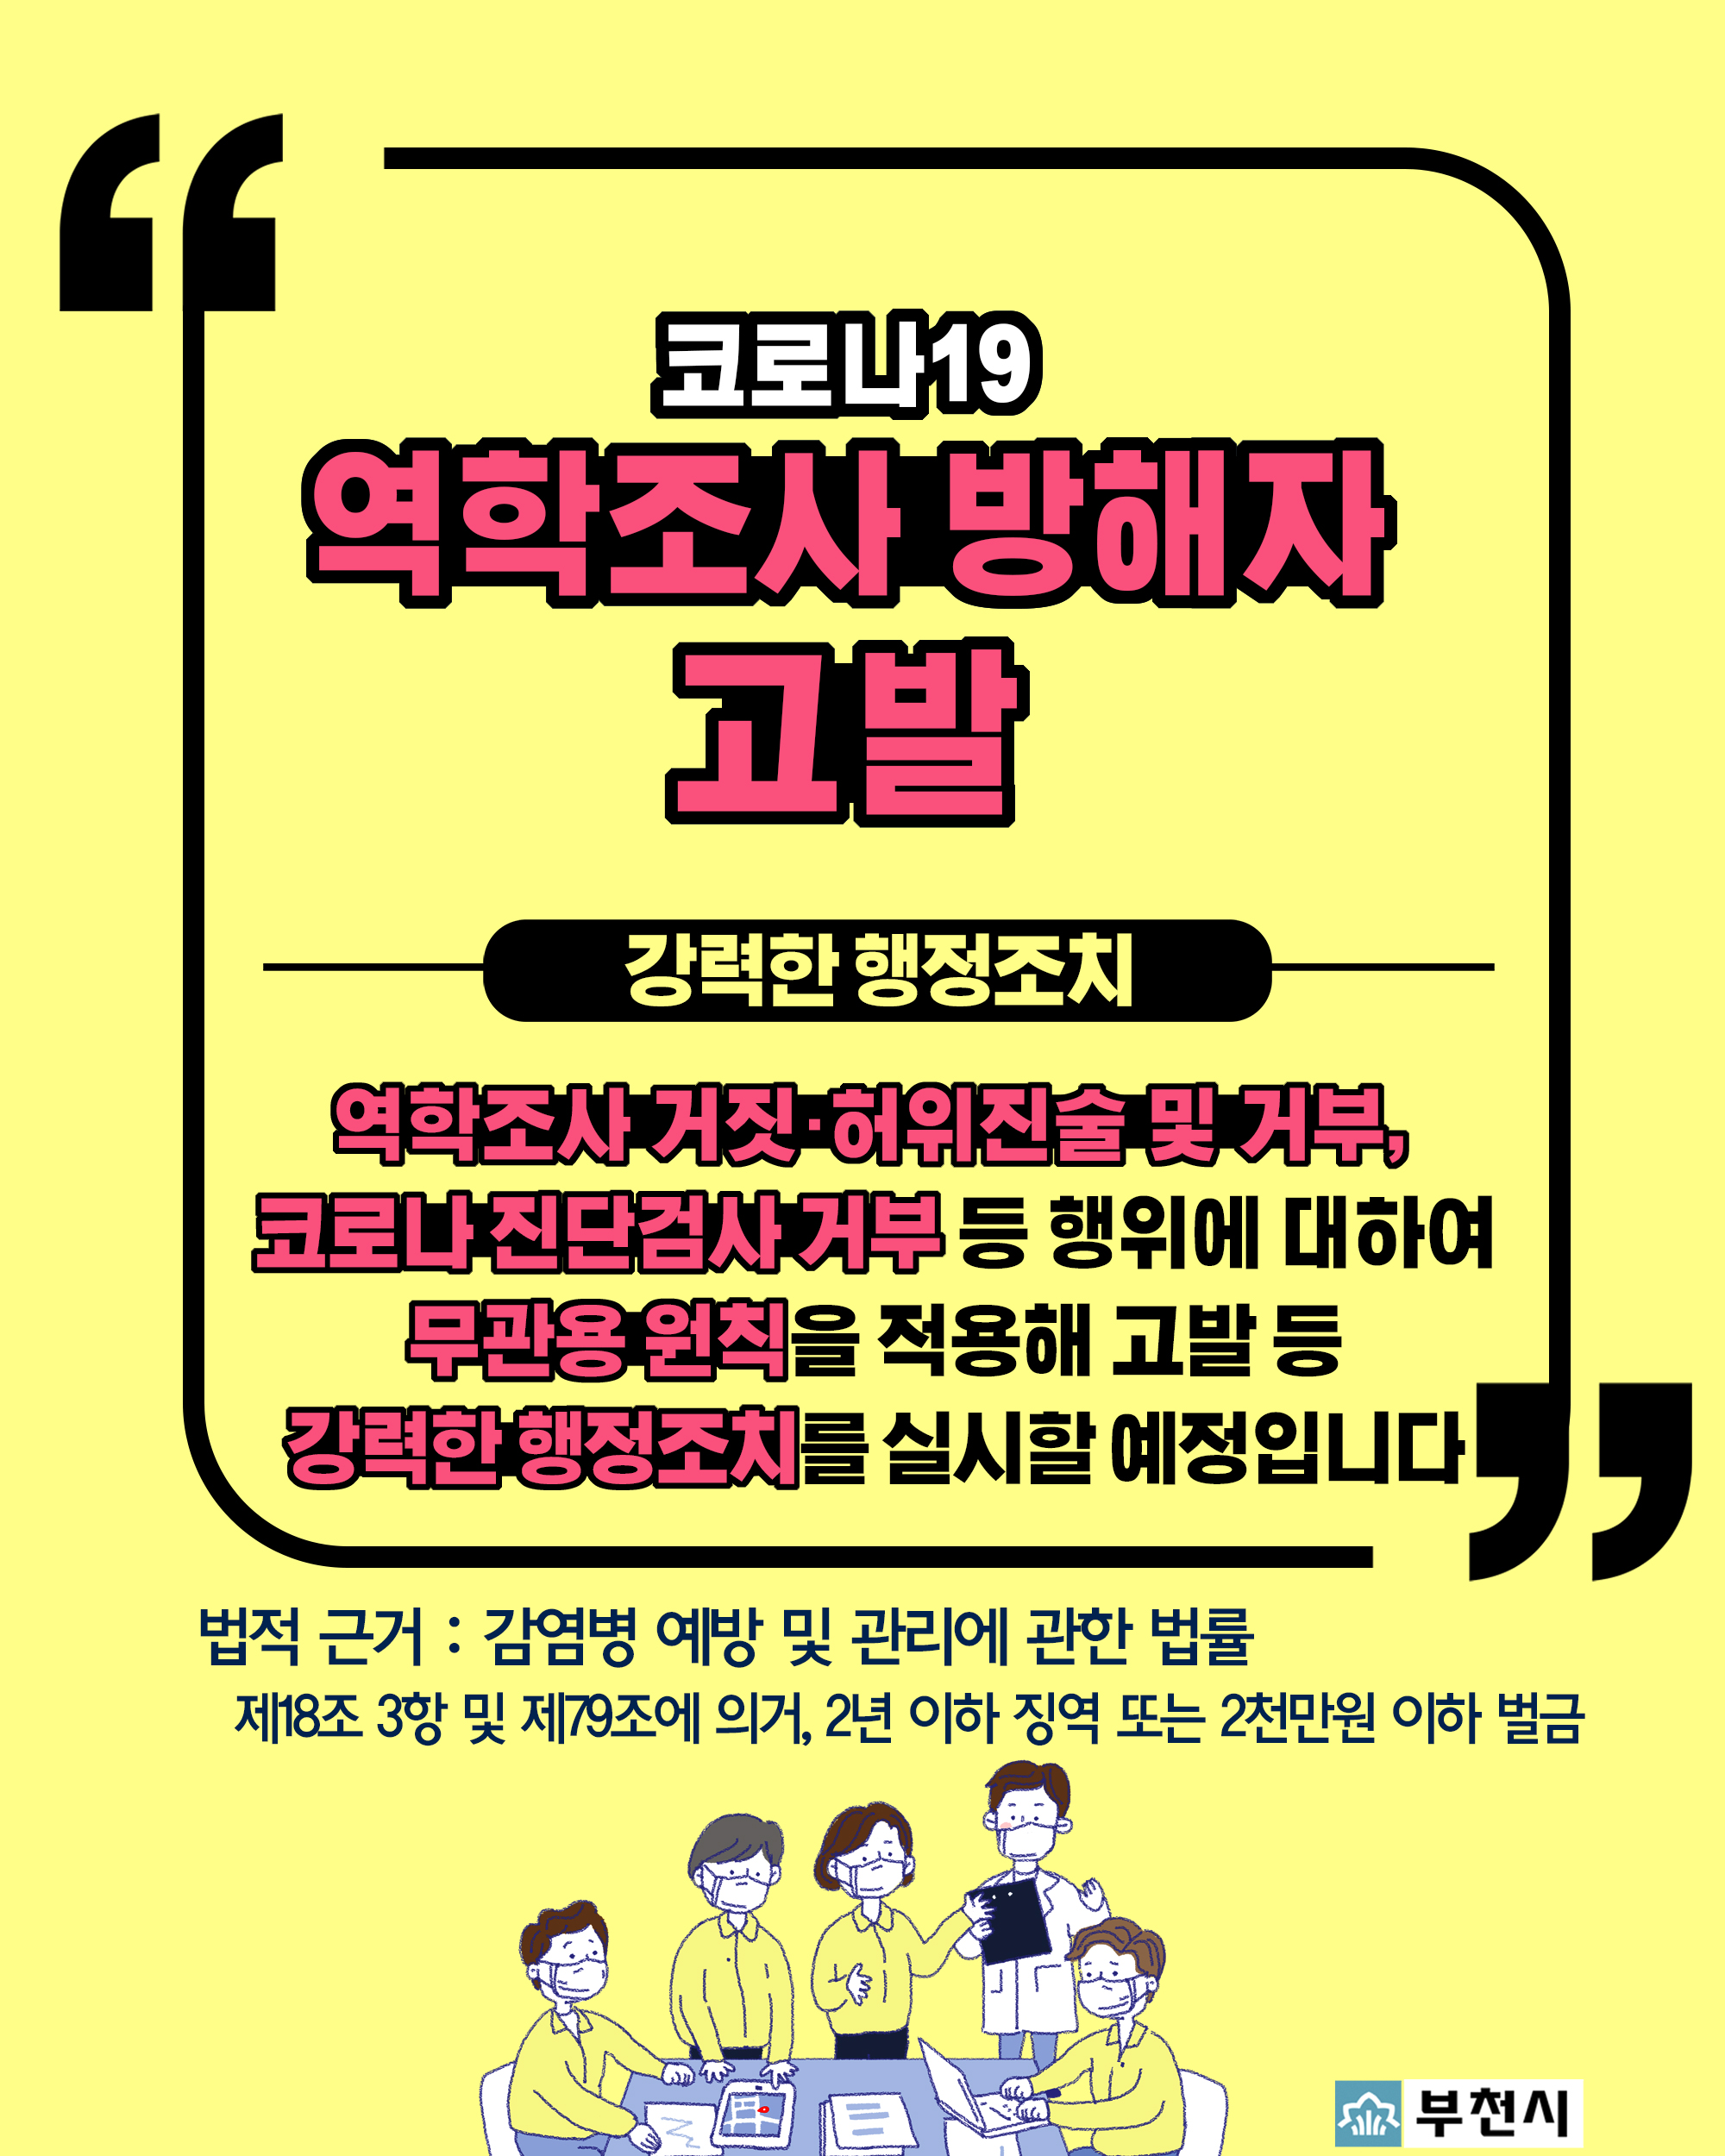 코로나19
역학조사 방해자
고발
강력한 행정조치
역학조사 거짓·허위진술 및 거부,
코로나 진단검사 거부 등 행위에 대하여
무관용 원칙을 적용해 고발 등
강력한 행정조치를 실시할 예정입니다
법적 근거 : 감염병 예방 및 관리에 관한 법률
제18조 3항 및 제79조에 의거, 2년 이하 징역 또는 2천만원 이하 벌금
부천시